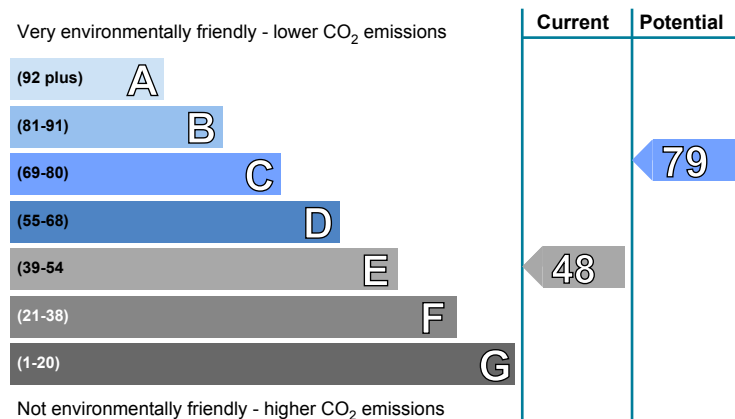 Very environmentally friendly - lower CO₂ emissions
Current
Potential
(92 plus) A
(81-91) B
(69-80) C
79
(55-68) D
(39-54 E
48
(21-38) F
(1-20) G
Not environmentally friendly - higher CO₂ emissions